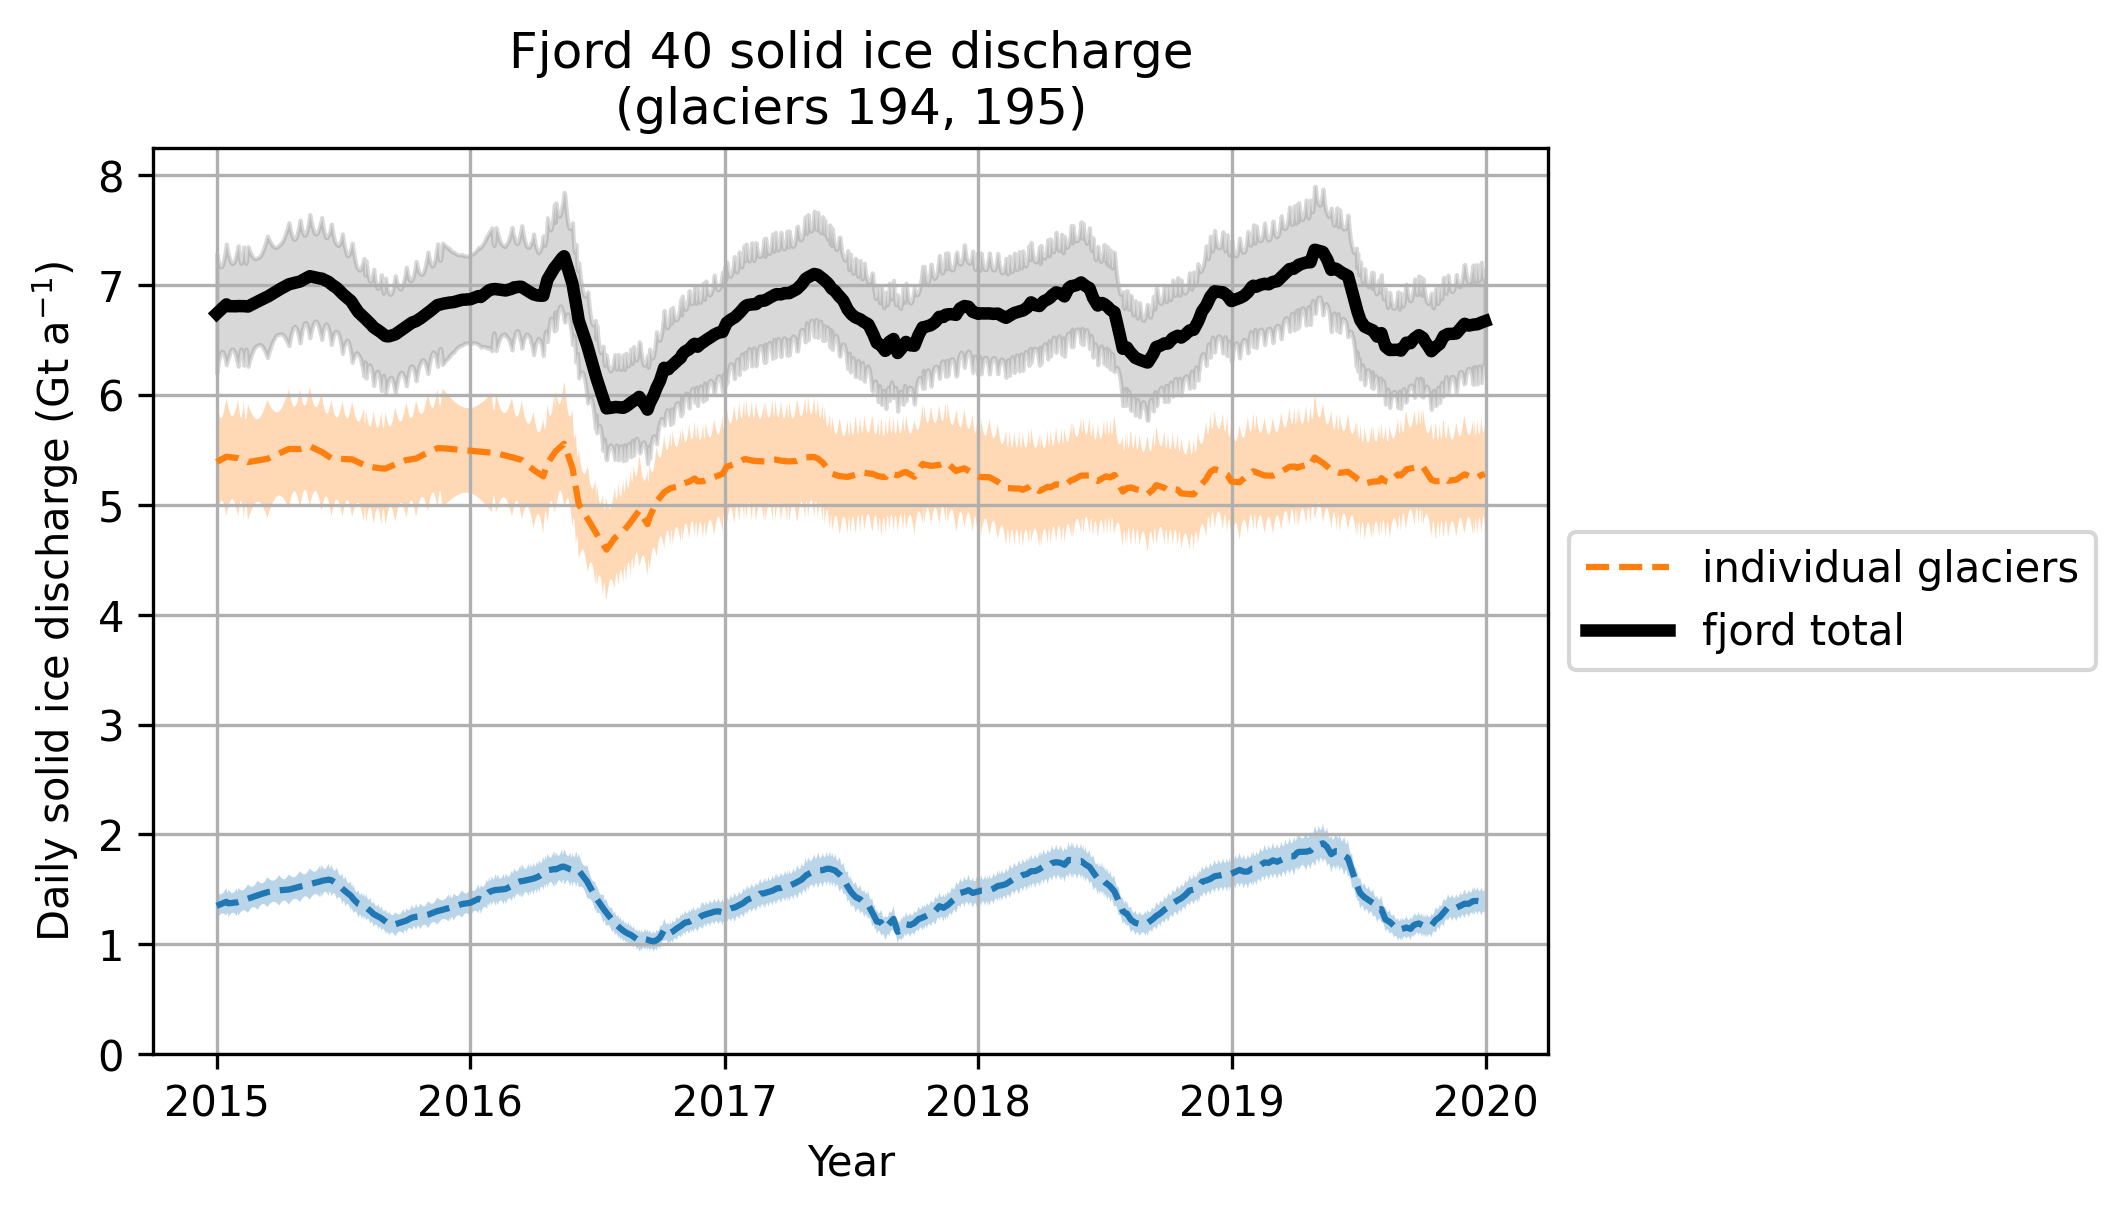 Fjord 40 solid ice discharge
(glaciers 194, 195)
Daily solid ice discharge (Gt a⁻¹)
8
7
6
5
4
3
2
1
0
2015 2016 2017 2018 2019 2020
Year
individual glaciers
fjord total